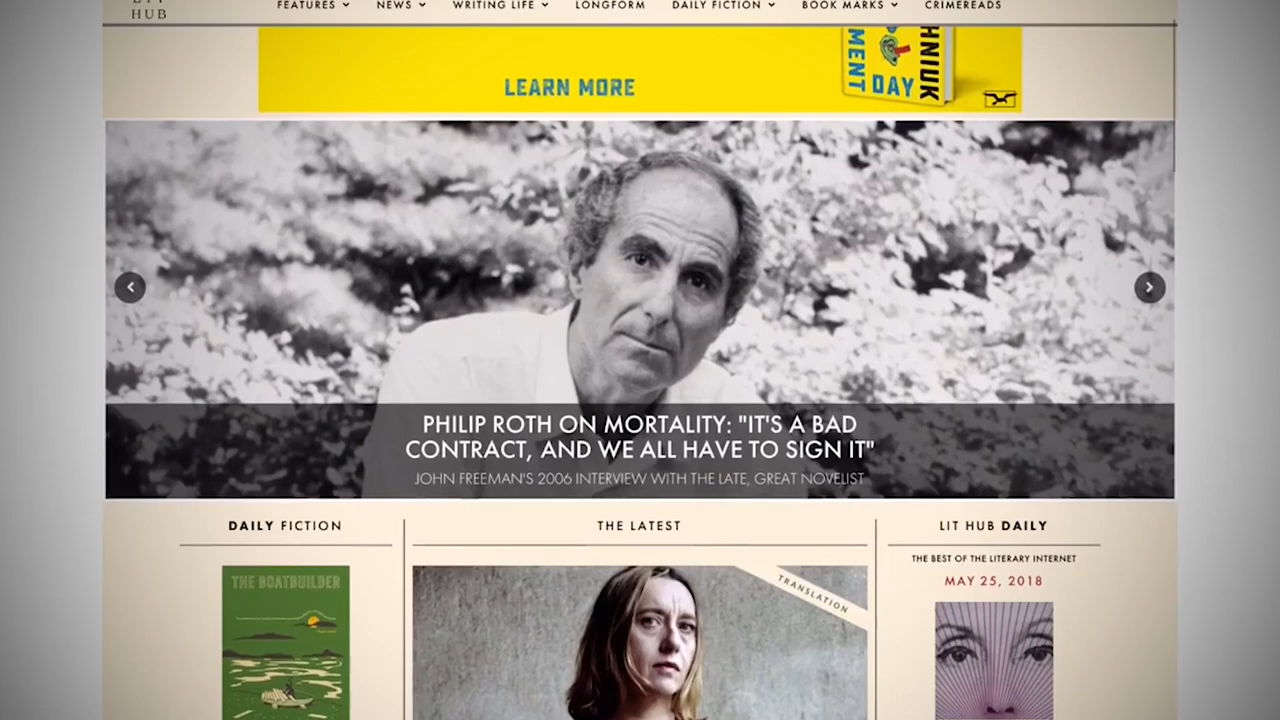 LIT
HUB
FEATURES
NEWS
WRITING LIFE
LONGFORM
DAILY FICTION
BOOK MARKS
CRIMEREADS
LEARN MORE
MENT
DAY
HNIUK
PHILIP ROTH ON MORTALITY: "IT'S A BAD
CONTRACT, AND WE ALL HAVE TO SIGN IT"
JOHN FREEMAN'S 2006 INTERVIEW WITH THE LATE, GREAT NOVELIST
DAILY FICTION
THE BOATBUILDER
THE LATEST
TRANSLATION
LIT HUB DAILY
THE BEST OF THE LITERARY INTERNET
MAY 25, 2018